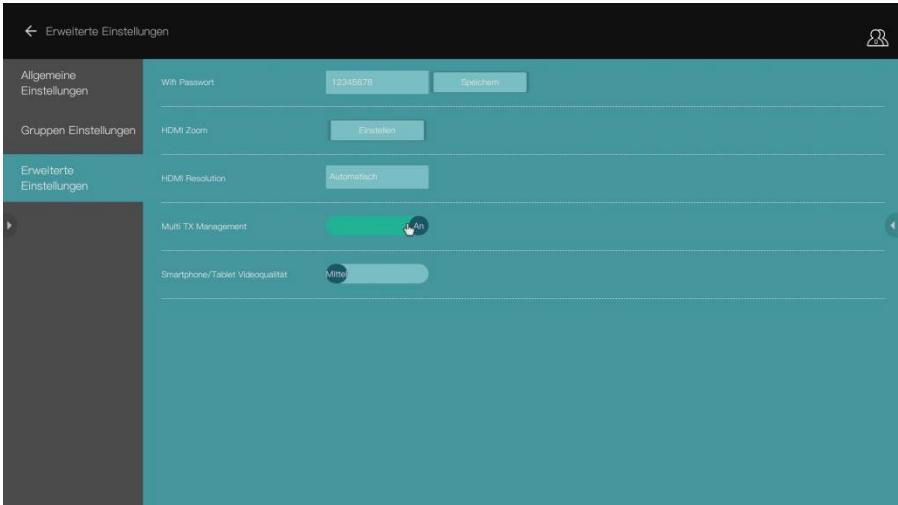 Erweiterte Einstellungen
Allgemeine
Einstellungen
Gruppen Einstellungen
Erweiterte
Einstellungen
Wifi Passwort
12345678
Speichern
HDMI Zoom
Einstellen
HDMI Resolution
Automatisch
Multi TX Management
An
Smartphone/Tablet Videoqualität
Mittel